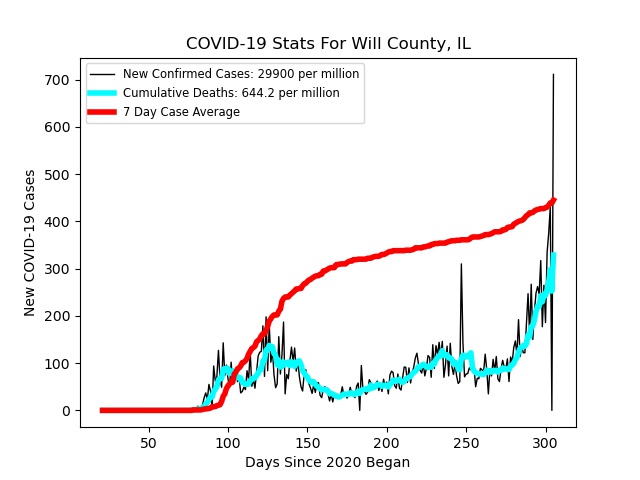 COVID-19 Stats For Will County, IL
New Confirmed Cases: 29900 per million
Cumulative Deaths: 644.2 per million
7 Day Case Average
700
600
500
400
300
200
100
0
New COVID-19 Cases
50 100 150 200 250 300
Days Since 2020 Began